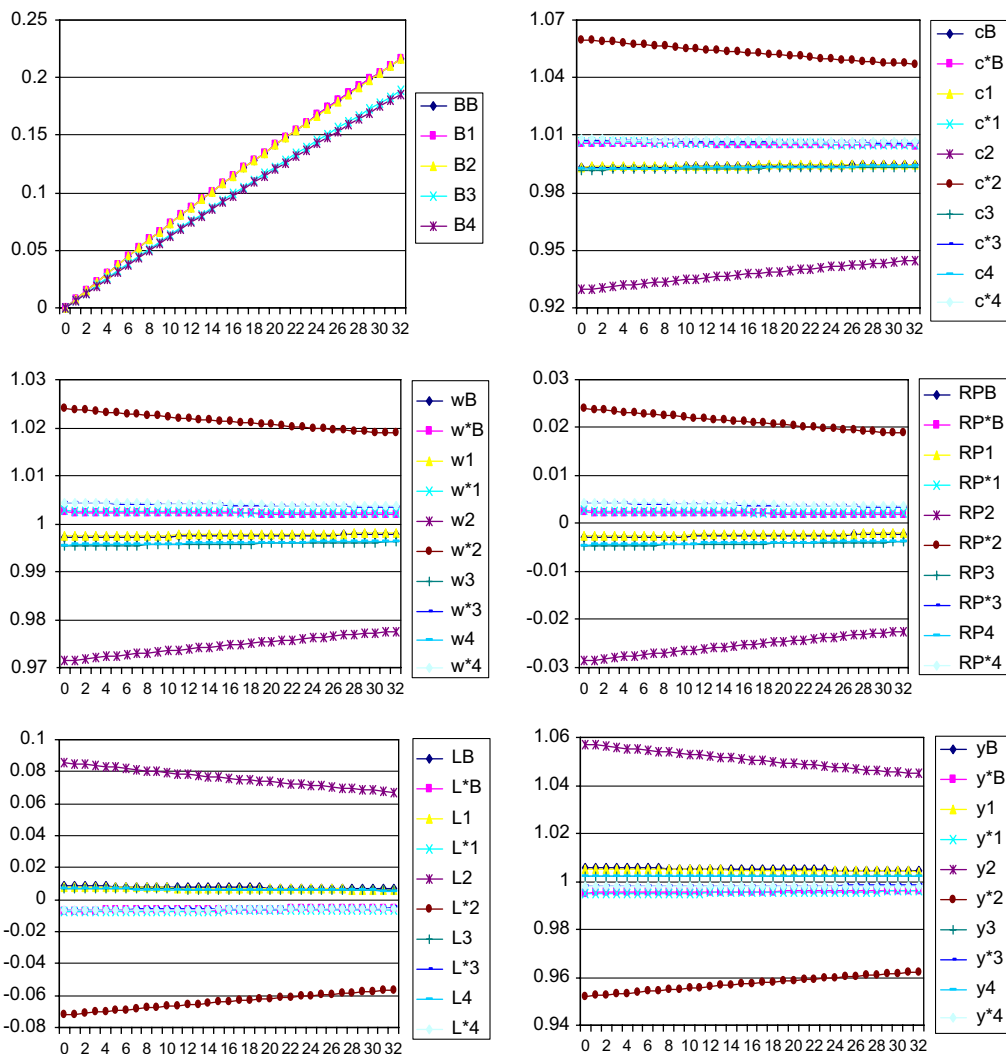 0.25
0.2
0.15
0.1
0.05
0
0 2 4 6 8 10 12 14 16 18 20 22 24 26 28 30 32
BB
B1
B2
B3
B4
1.07
1.04
1.01
0.98
0.95
0.92
0 2 4 6 8 10 12 14 16 18 20 22 24 26 28 30 32
cB
c*B
c1
c*1
c2
c*2
c3
c*3
c4
c*4
1.03
1.02
1.01
1
0.99
0.98
0.97
0 2 4 6 8 10 12 14 16 18 20 22 24 26 28 30 32
wB
w*B
w1
w*1
w2
w*2
w3
w*3
w4
w*4
0.03
0.02
0.01
0
-0.01
-0.02
-0.03
0 2 4 6 8 10 12 14 16 18 20 22 24 26 28 30 32
RPB
RP*B
RP1
RP*1
RP2
RP*2
RP3
RP*3
RP4
RP*4
0.1
0.08
0.06
0.04
0.02
0
-0.02
-0.04
-0.06
-0.08
0 2 4 6 8 10 12 14 16 18 20 22 24 26 28 30 32
LB
L*B
L1
L*1
L2
L*2
L3
L*3
L4
L*4
1.06
1.04
1.02
1
0.98
0.96
0.94
0 2 4 6 8 10 12 14 16 18 20 22 24 26 28 30 32
yB
y*B
y1
y*1
y2
y*2
y3
y*3
y4
y*4